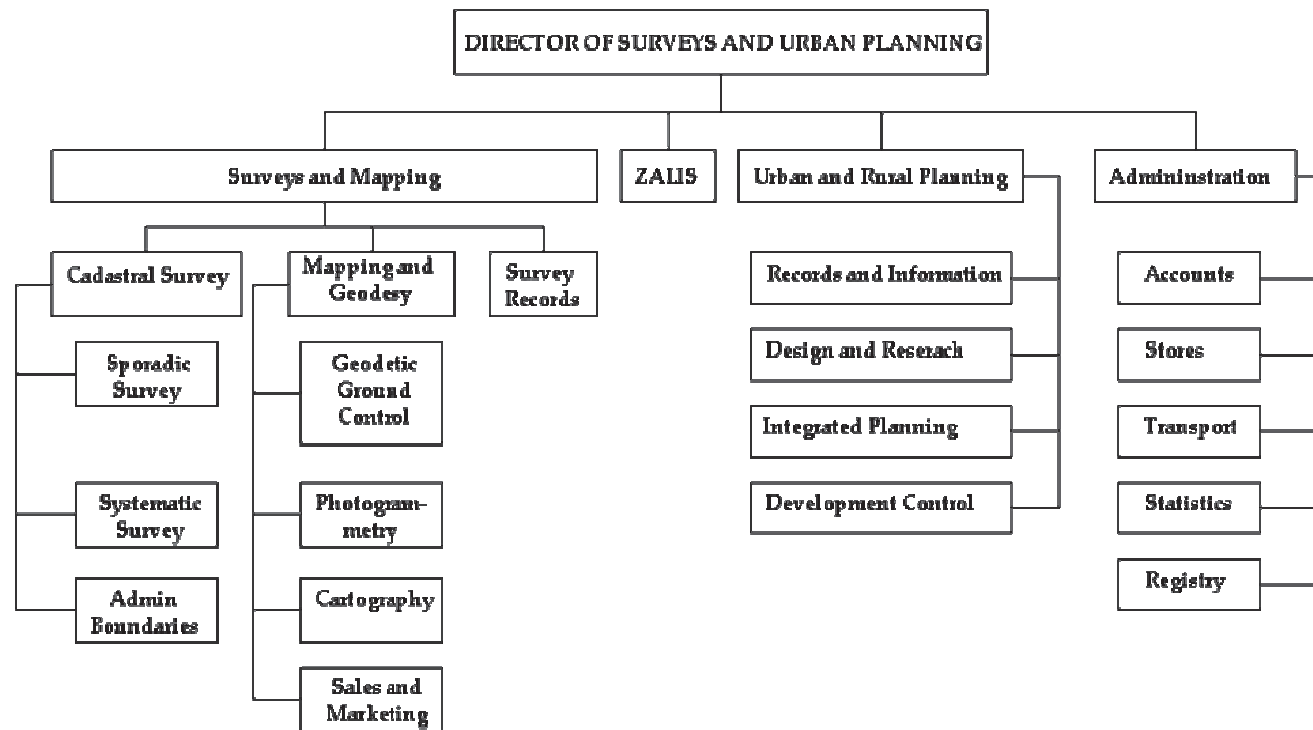 DIRECTOR OF SURVEYS AND URBAN PLANNING
Surveys and Mapping
ZALIS
Urban and Rural Planning
Admininstration
Cadastral Survey
Mapping and
Geodesy
Survey
Records
Records and Information
Accounts
Sporadic
Survey
Geodetic
Ground
Control
Design and Reserach
Stores
Integrated Planning
Transport
Systematic
Survey
Photogram-
metry
Development Control
Statistics
Admin
Boundaries
Cartography
Registry
Sales and
Marketing